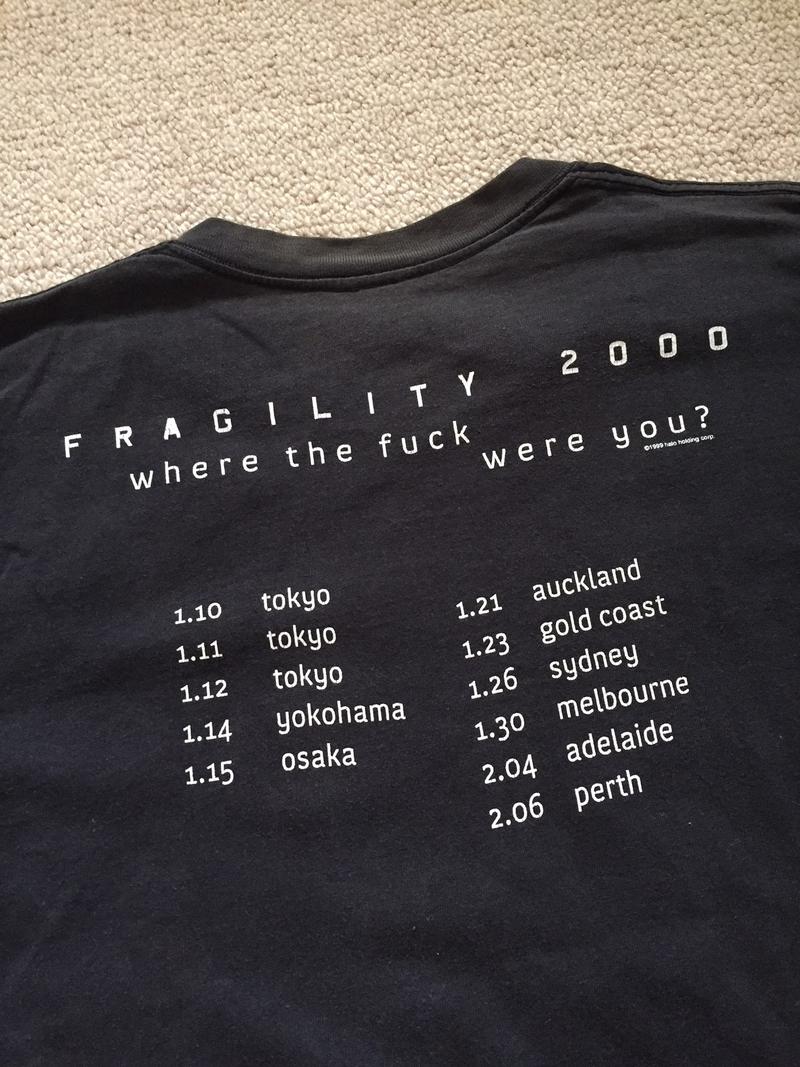 FRAGILITY 2000
where the fuck were you?
©1999 halo holding corp.
1.10 tokyo
1.11 tokyo
1.12 tokyo
1.14 yokohama
1.15 osaka
1.21 auckland
1.23 gold coast
1.26 sydney
1.30 melbourne
2.04 adelaide
2.06 perth